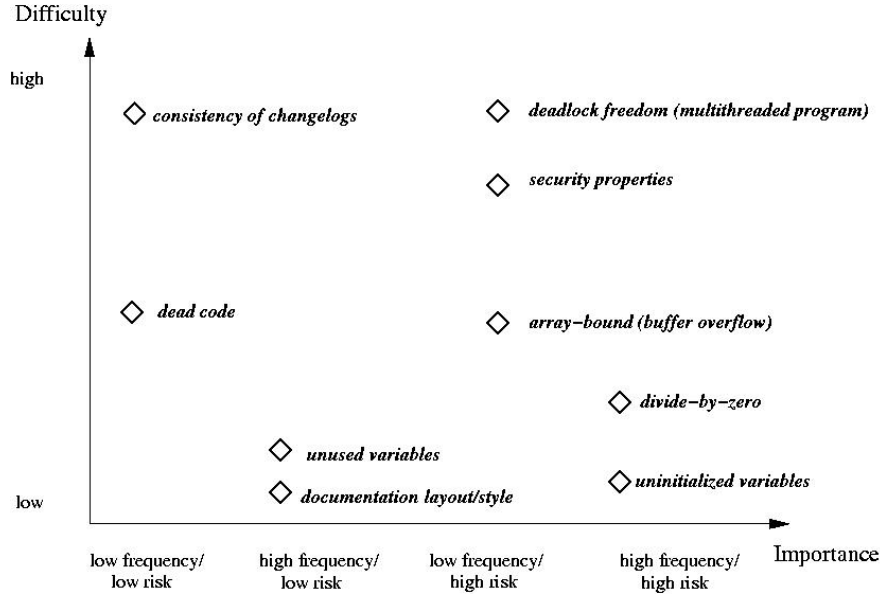 Difficulty
high
consistency of changelogs
deadlock freedom (multithreaded program)
security properties
dead code
array−bound (buffer overflow)
divide−by−zero
unused variables
uninitialized variables
documentation layout/style
low
Importance
low frequency/
low risk
high frequency/
low risk
low frequency/
high risk
high frequency/
high risk